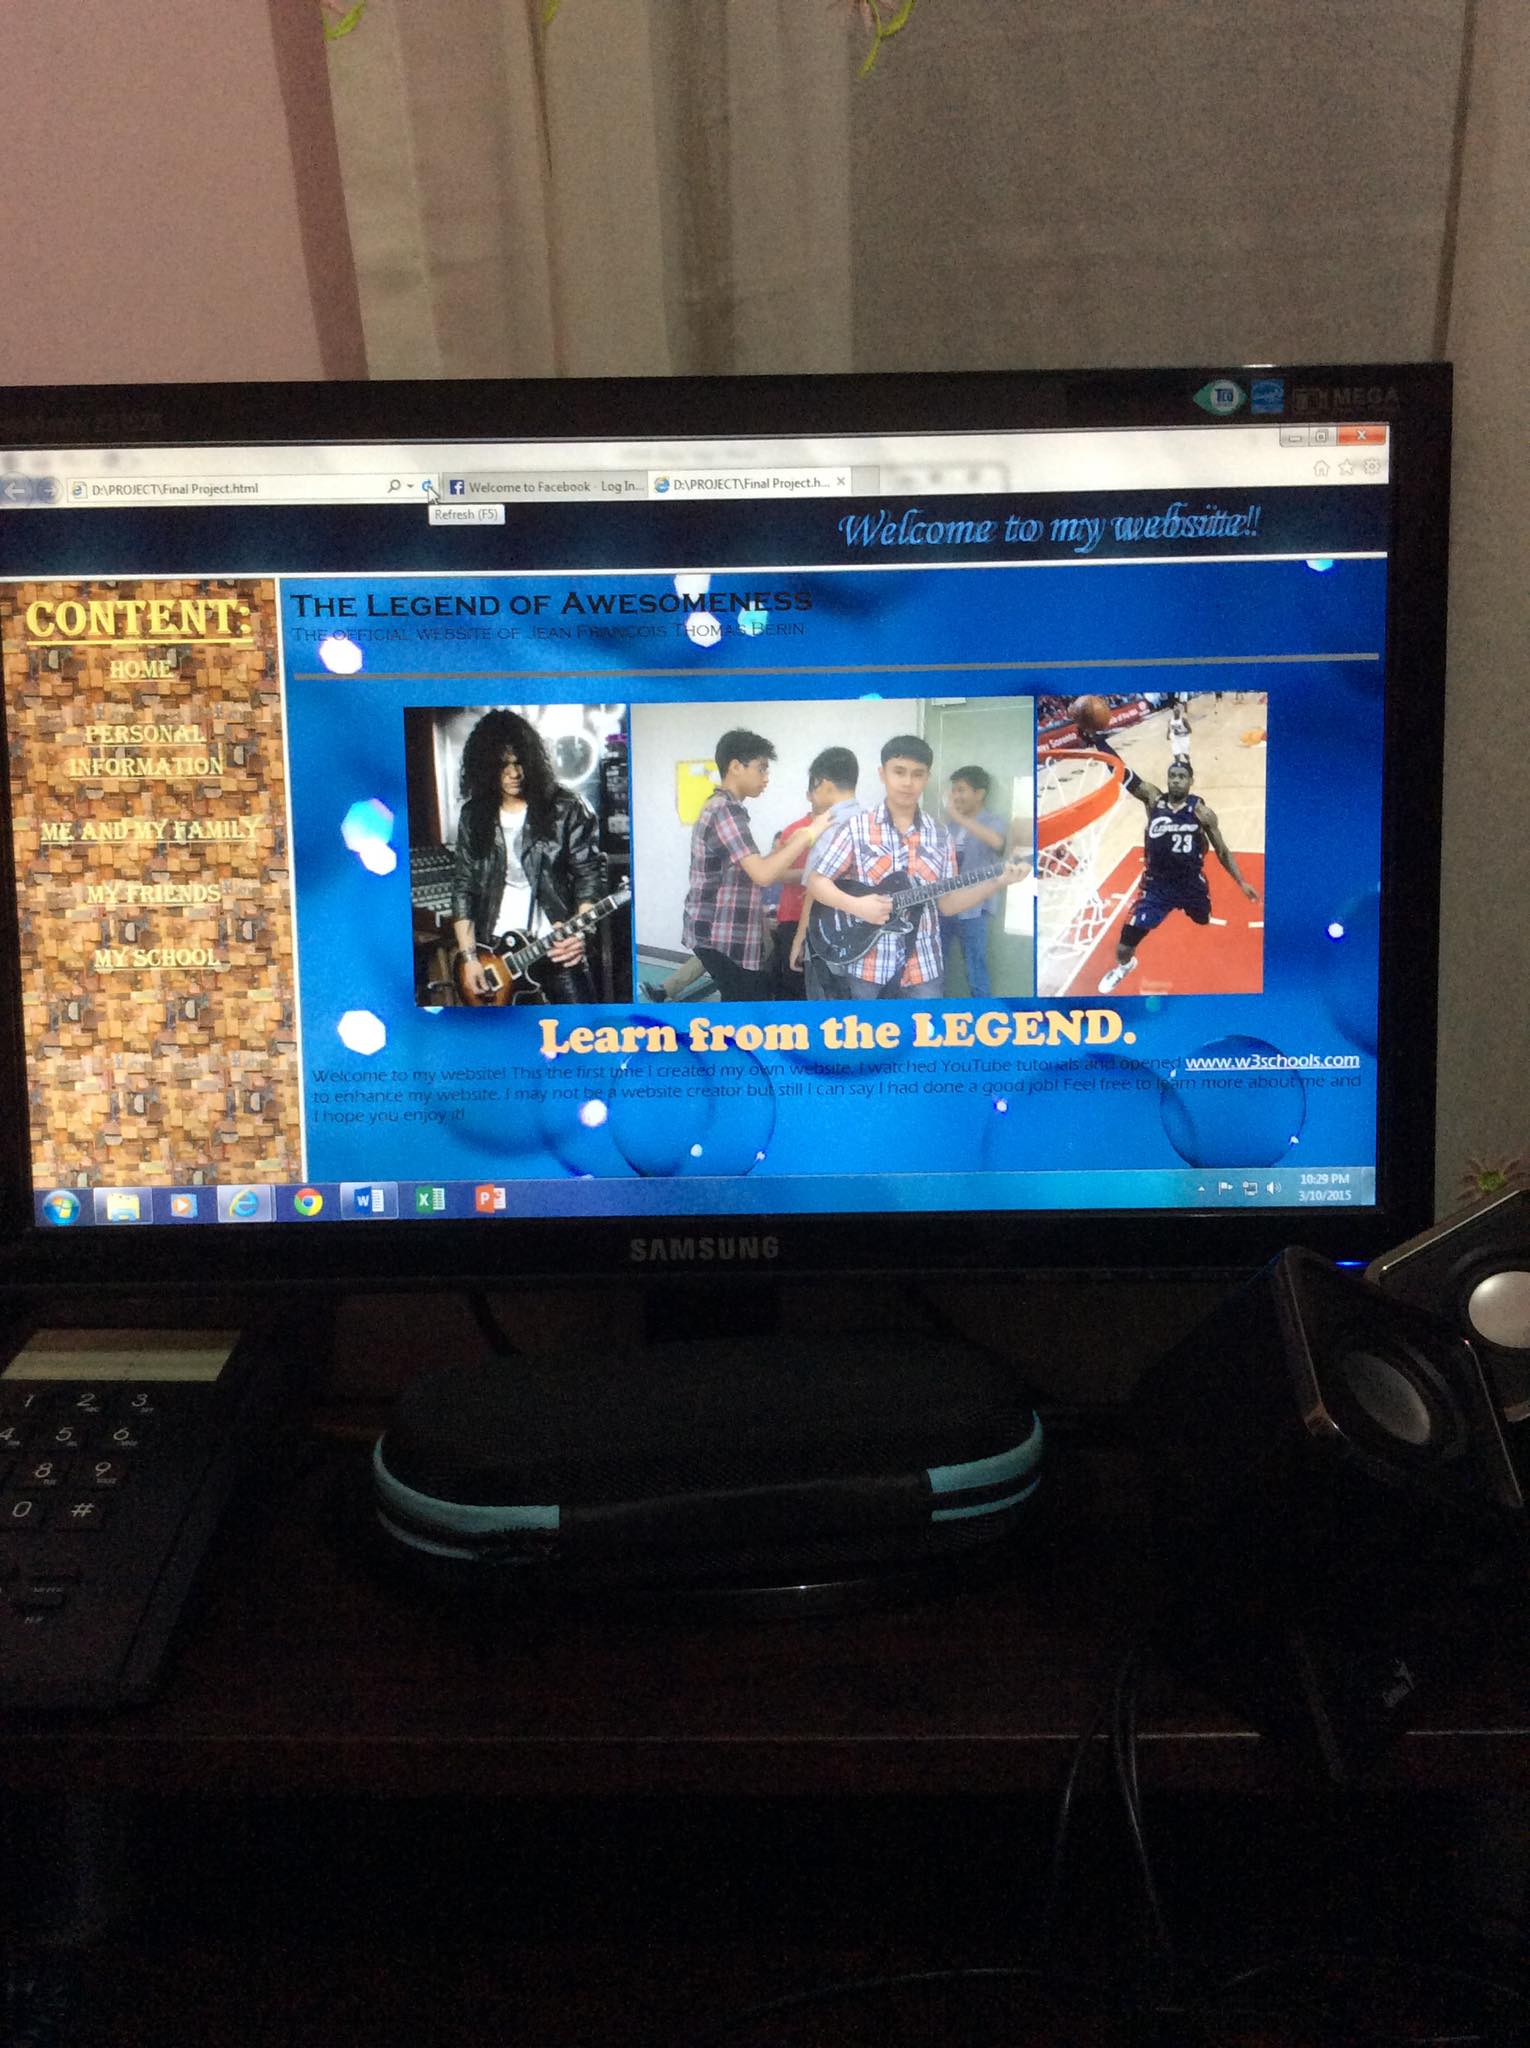 MEGA
D:\PROJECT\Final Project.html
Welcome to Facebook - Log In...
D:\PROJECT\Final Project.h...
Refresh (F5)
Welcome to my website!!
CONTENT:
HOME
PERSONAL
INFORMATION
ME AND MY FAMILY
MY FRIENDS
MY SCHOOL
THE LEGEND OF AWESOMENESS
THE OFFICIAL WEBSITE OF JEAN FRANCOIS THOMAS BERIN
CLEVELAND
23
Learn from the LEGEND.
Welcome to my website! This the first time I created my own website. I watched YouTube tutorials and opened www.w3schools.com
to enhance my website. I may not be a website creator but still I can say I had done a good job! Feel free to learn more about me and
I hope you enjoy it!
10:29 PM
3/10/2015
SAMSUNG
1 2 3
4 5 6
8 9
0 #